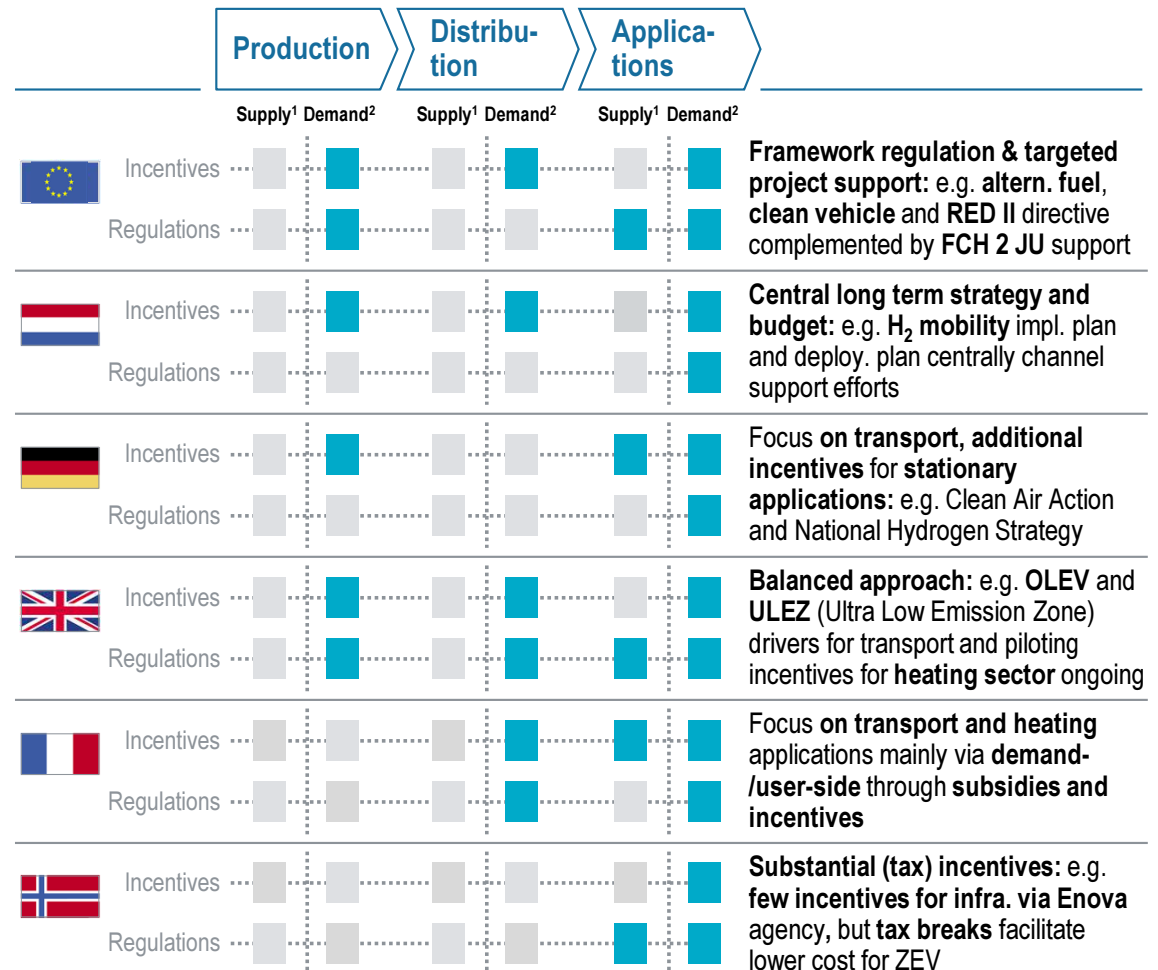 Production
Distribu-
tion
Applica-
tions
Supply¹ Demand²
Supply¹ Demand²
Supply¹ Demand²
Incentives
Regulations
Framework regulation & targeted
project support: e.g. altern. fuel,
clean vehicle and RED II directive
complemented by FCH 2 JU support
Incentives
Regulations
Central long term strategy and
budget: e.g. H₂ mobility impl. plan
and deploy. plan centrally channel
support efforts
Incentives
Regulations
Focus on transport, additional
incentives for stationary
applications: e.g. Clean Air Action
and National Hydrogen Strategy
Incentives
Regulations
Balanced approach: e.g. OLEV and
ULEZ (Ultra Low Emission Zone)
drivers for transport and piloting
incentives for heating sector ongoing
Incentives
Regulations
Focus on transport and heating
applications mainly via demand-
/user-side through subsidies and
incentives
Incentives
Regulations
Substantial (tax) incentives: e.g.
few incentives for infra. via Enova
agency, but tax breaks facilitate
lower cost for ZEV